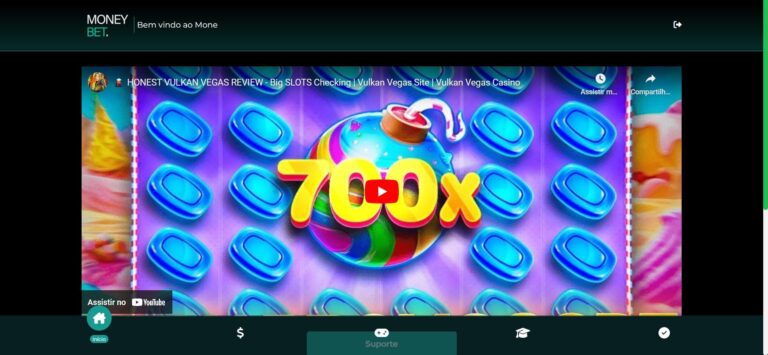 MONEY
BET.
Bem vindo ao Mone
HONEST VULKAN VEGAS REVIEW - Big SLOTS Checking | Vulkan Vegas Site | Vulkan Vegas Casino
Assistir m...
Compartilh...
700x
Assistir no YouTube
Início
$
Suporte